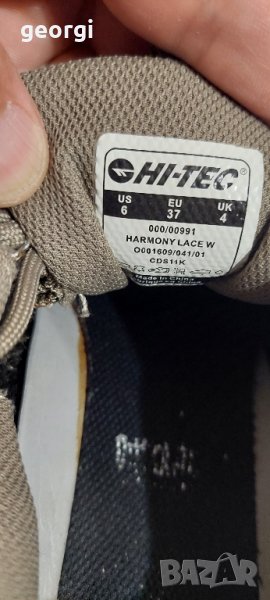 georgi
HI-TEC
US EU UK
6 37 4
000/00991
HARMONY LACE W
O001609/041/01
CDS11K
Made in China
BAZAR